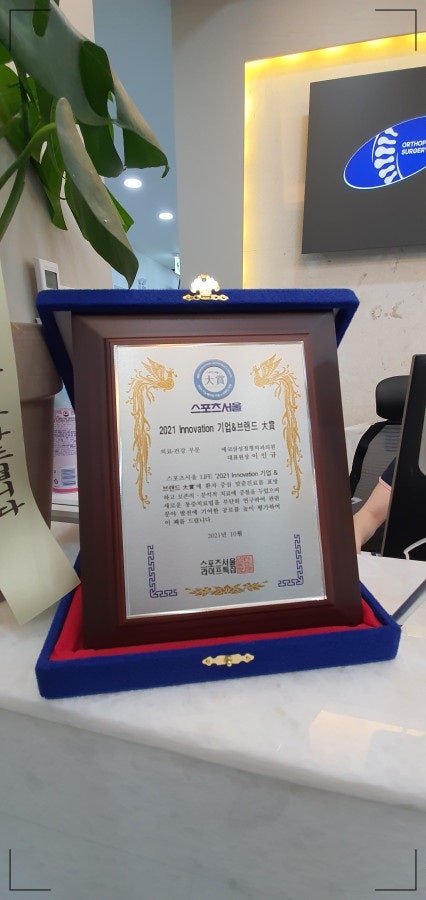 ORTHOP
SURGERY
大賞
스포츠서울
2021 Innovation 기업&브랜드 大賞
의료·건강 부문
대표원장 이 인 규
스포츠서울 LIFE '2021 Innovation 기업 &
브랜드 大賞'에 환자 중심 맞춤진료를 표방
하고 보존적·분석적 치료에 중점을 두었으며
새로운 통증치료법을 부단히 연구하여 관련
분야 발전에 기여한 공로를 높이 평가하여
이 패를 드립니다.
2021년 10월
스포츠서울
라이프특집